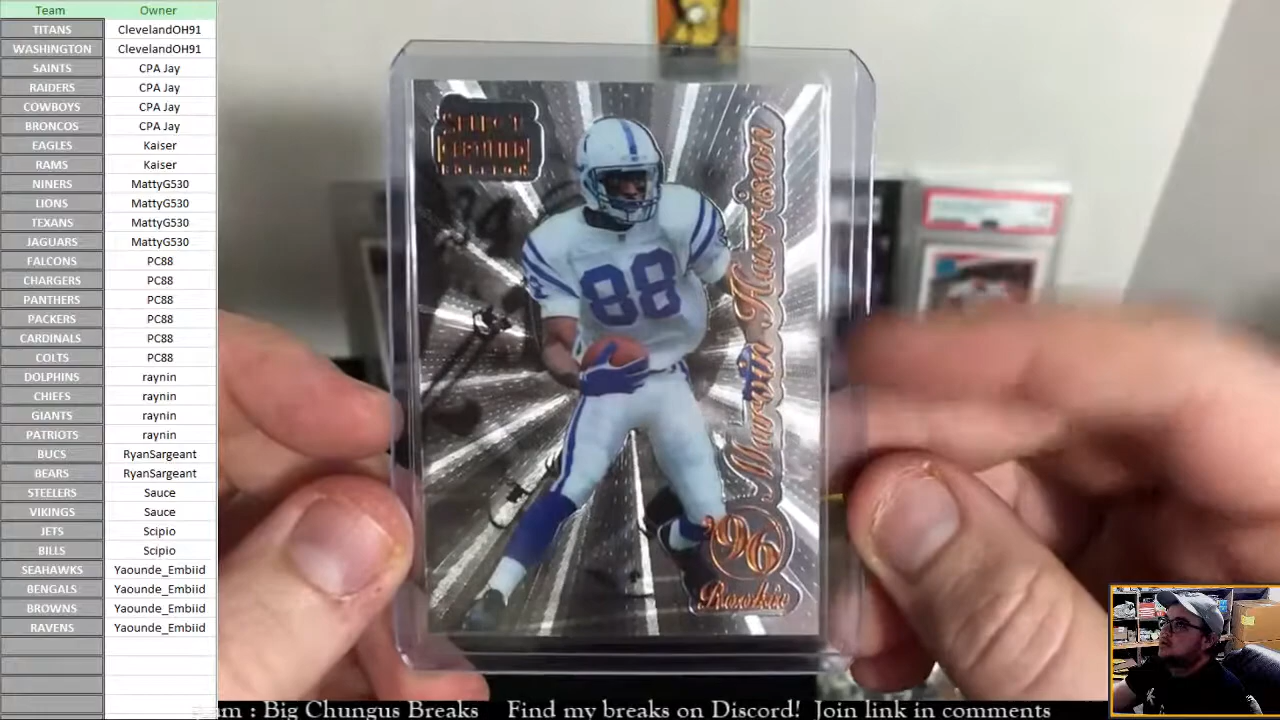 Team Owner
TITANS ClevelandOH91
WASHINGTON ClevelandOH91
SAINTS CPA Jay
RAIDERS CPA Jay
COWBOYS CPA Jay
BRONCOS CPA Jay
EAGLES Kaiser
RAMS Kaiser
NINERS MattyG530
LIONS MattyG530
TEXANS MattyG530
JAGUARS MattyG530
FALCONS PC88
CHARGERS PC88
PANTHERS PC88
PACKERS PC88
CARDINALS PC88
COLTS PC88
DOLPHINS raynin
CHIEFS raynin
GIANTS raynin
PATRIOTS raynin
BUCS RyanSargeant
BEARS RyanSargeant
STEELERS Sauce
VIKINGS Sauce
JETS Scipio
BILLS Scipio
SEAHAWKS Yaounde_Embiid
BENGALS Yaounde_Embiid
BROWNS Yaounde_Embiid
RAVENS Yaounde_Embiid
SELECT
CERTIFIED
EDITION
88
Marvin Harrison
'96
Rookie
: Big Chungus Breaks Find my breaks on Discord! Join link in comments